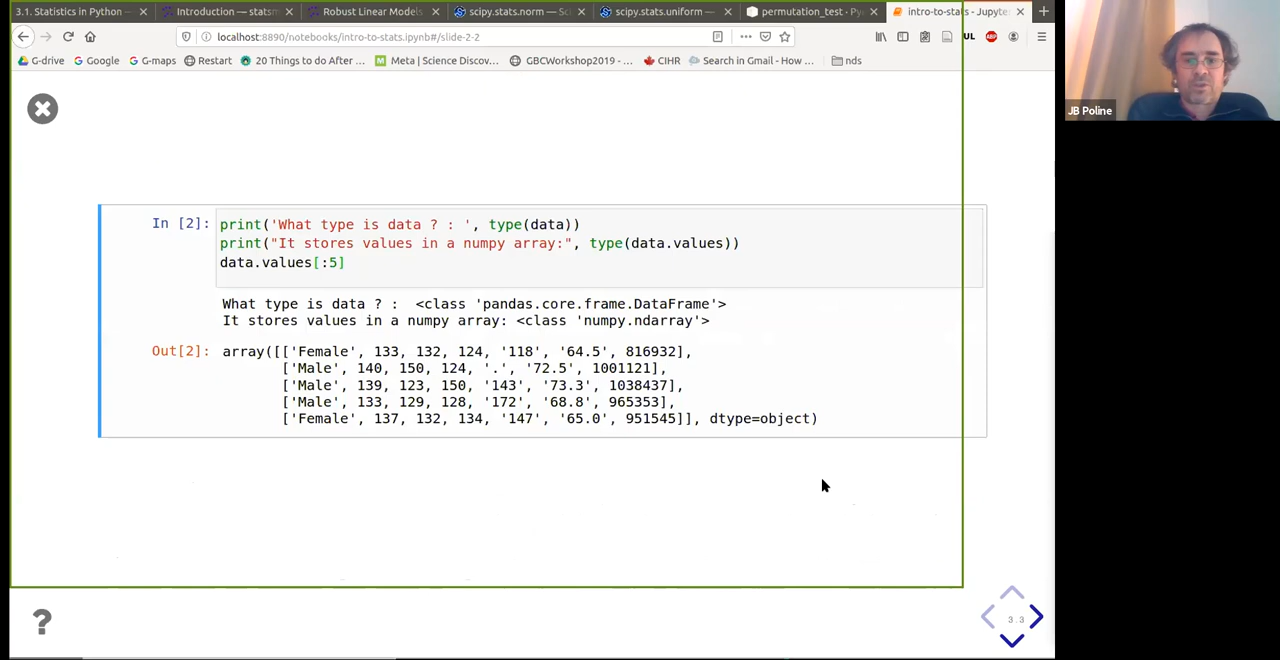 3.1. Statistics in Python — Introduction — statsm Robust Linear Models scipy.stats.norm — Sc scipy.stats.uniform — permutation_test - Py intro-to-stats - Jupyter
localhost:8890/notebooks/intro-to-stats.ipynb#/slide-2-2 UL ABP
G-drive Google G-maps Restart 20 Things to do After ... Meta | Science Discov... GBCWorkshop2019 - ... CIHR Search in Gmail - How ... nds
JB Poline
In [2]: print('What type is data ? : ', type(data))
print("It stores values in a numpy array:", type(data.values))
data.values[:5]
What type is data ? :  <class 'pandas.core.frame.DataFrame'>
It stores values in a numpy array: <class 'numpy.ndarray'>
Out[2]: array([['Female', 133, 132, 124, '118', '64.5', 816932],
['Male', 140, 150, 124, '.', '72.5', 1001121],
['Male', 139, 123, 150, '143', '73.3', 1038437],
['Male', 133, 129, 128, '172', '68.8', 965353],
['Female', 137, 132, 134, '147', '65.0', 951545]], dtype=object)
?
3.3